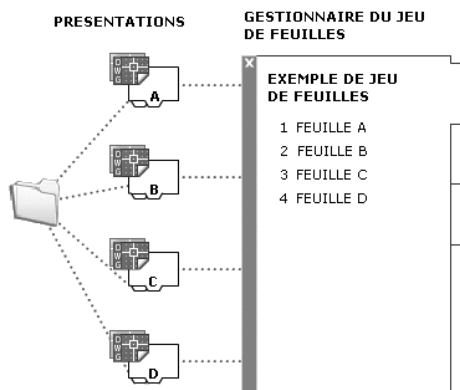 PRESENTATIONS
GESTIONNAIRE DU JEU
DE FEUILLES
X
EXEMPLE DE JEU
DE FEUILLES
1 FEUILLE A
2 FEUILLE B
3 FEUILLE C
4 FEUILLE D
DWG
A
DWG
B
DWG
C
DWG
D